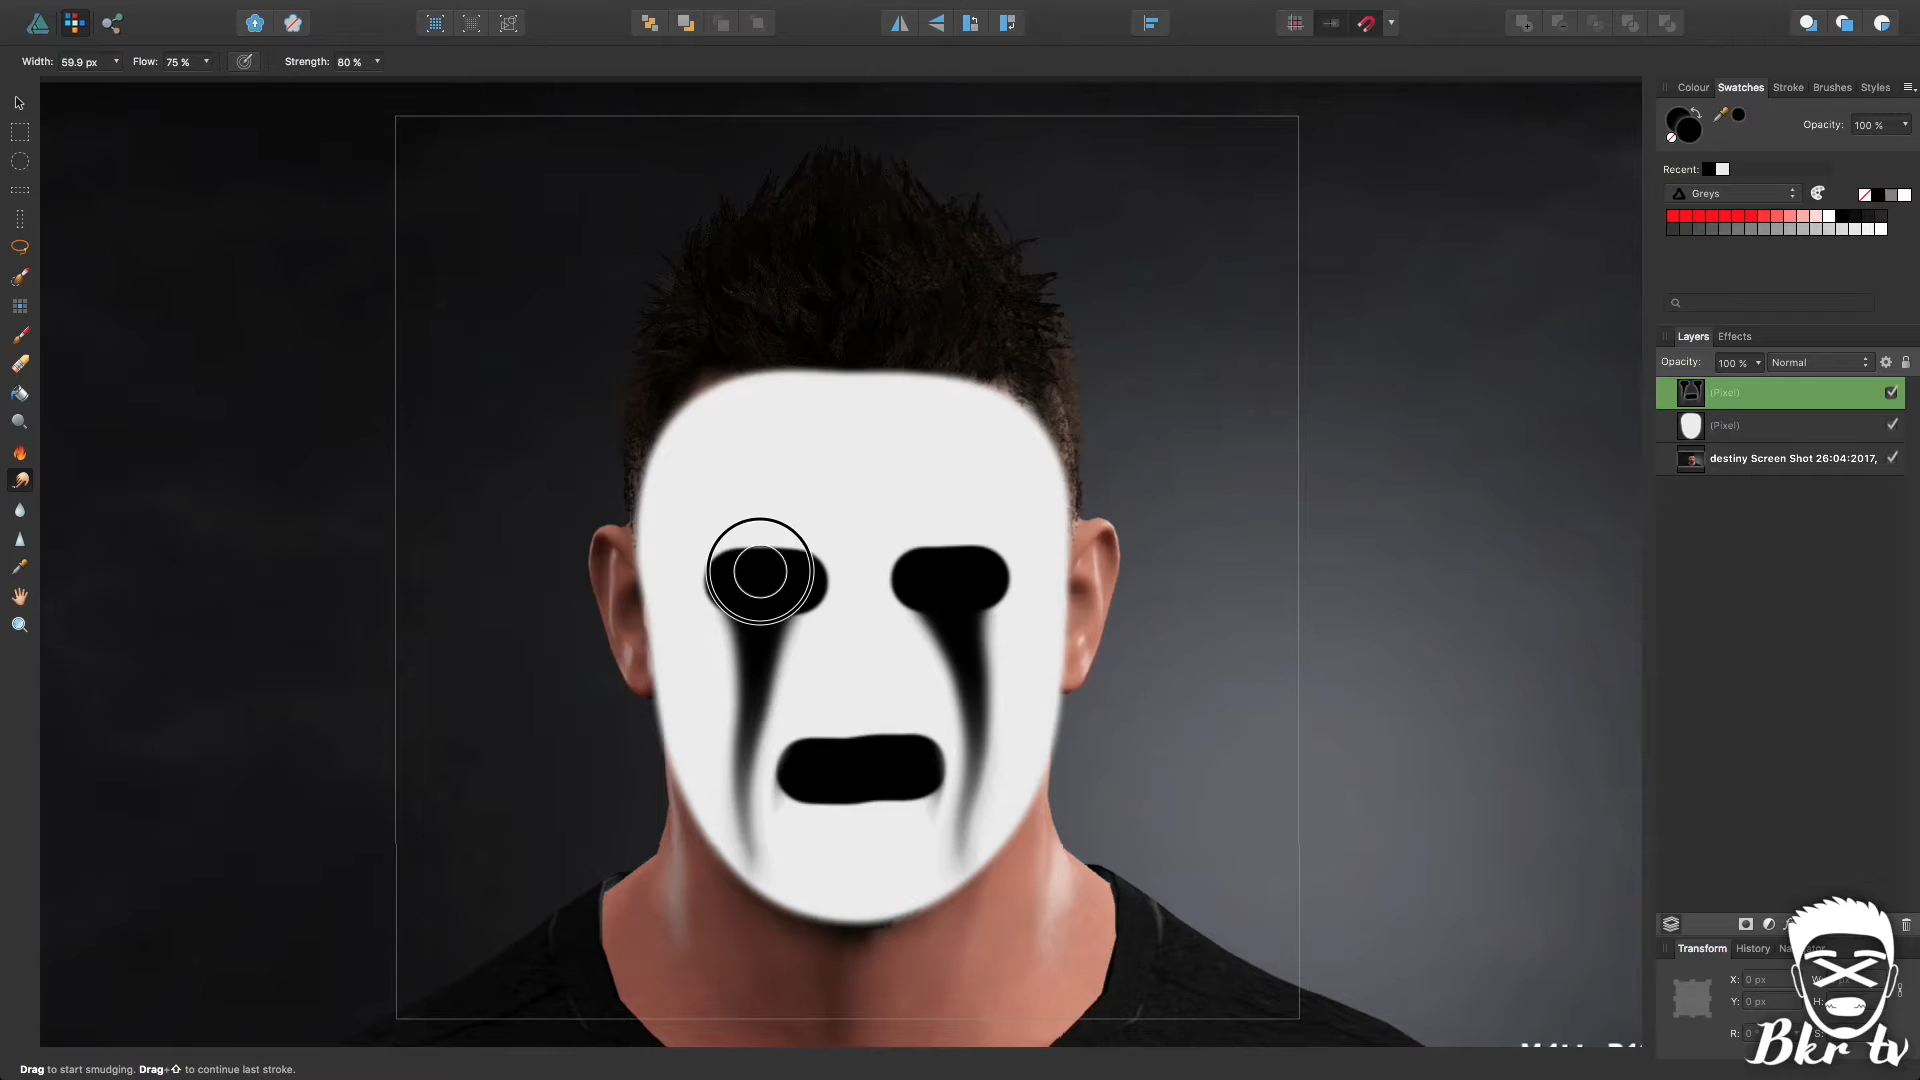 Width: 59.9 px Flow: 75 % Strength: 80 %
Colour Swatches Stroke Brushes Styles
Opacity: 100 %
Recent:
Greys
Layers Effects
Opacity: 100 % Normal
(Pixel)
(Pixel)
destiny Screen Shot 26:04:2017,
Transform History
X: 0 px
Y: 0 px H:
R:
Bkr tv
Drag to start smudging. Drag+⇧ to continue last stroke.